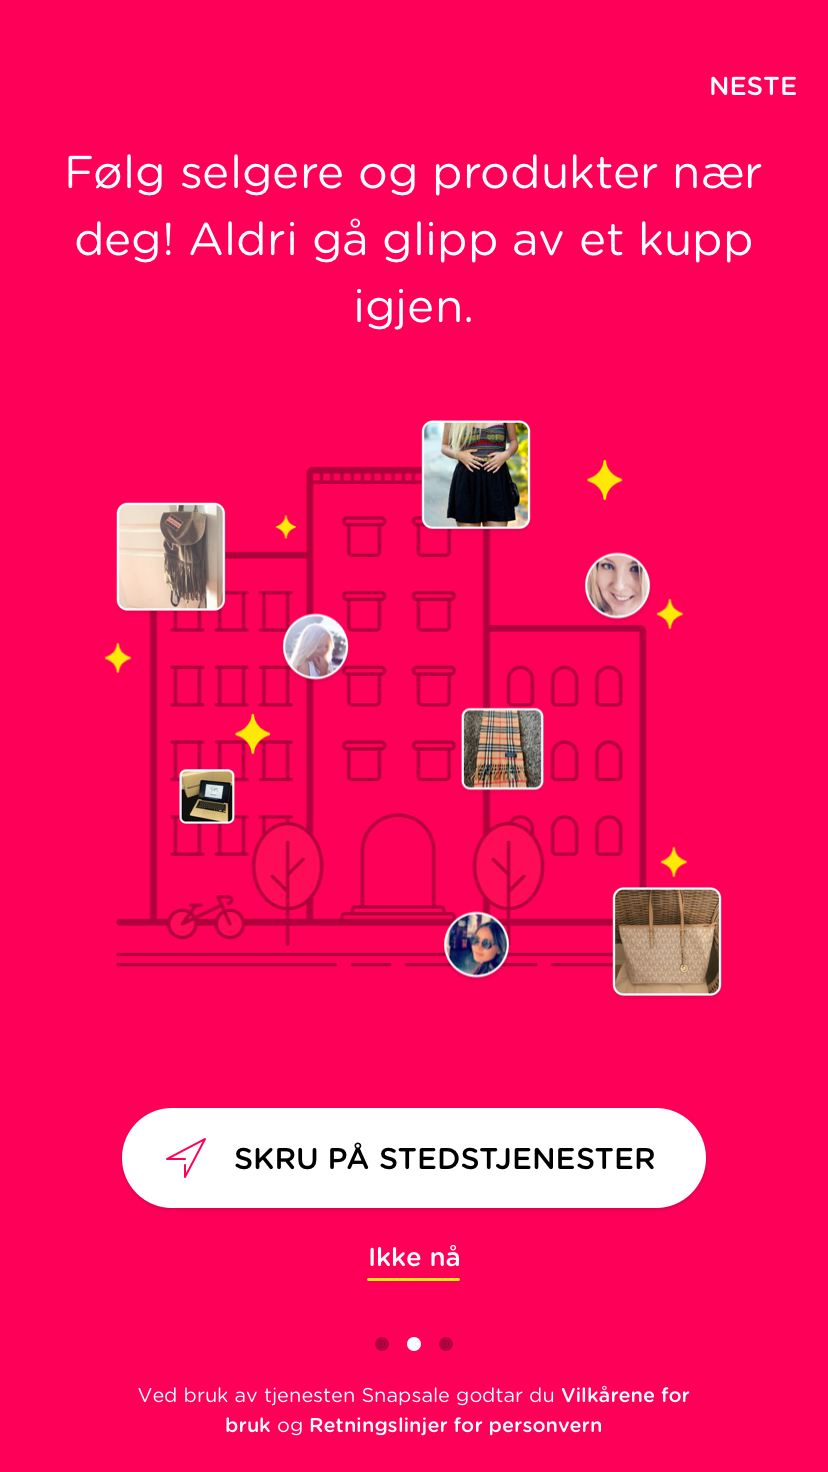 NESTE
Følg selgere og produkter nær
deg! Aldri gå glipp av et kupp
igjen.
SKRU PÅ STEDSTJENESTER
Ikke nå
Ved bruk av tjenesten Snapsale godtar du Vilkårene for
bruk og Retningslinjer for personvern